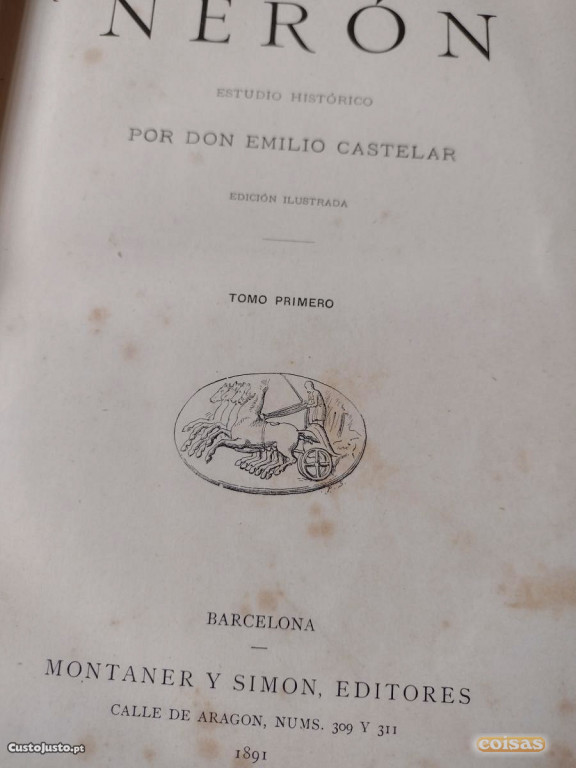 NERÓN
ESTUDIO HISTÓRICO
POR DON EMILIO CASTELAR
EDICIÓN ILUSTRADA
TOMO PRIMERO
BARCELONA
MONTANER Y SIMON, EDITORES
CALLE DE ARAGON, NUMS. 309 Y 311
1891
CustoJusto.pt
coisas